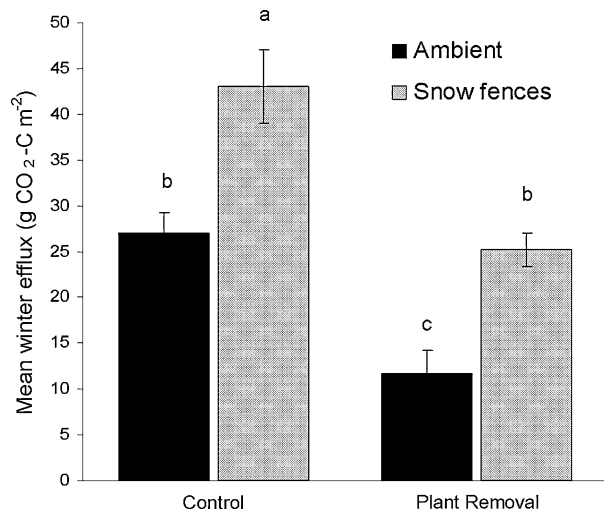 Mean winter efflux (g CO₂-C m⁻²)
50
45
40
35
30
25
20
15
10
5
0
a
b
b
c
Ambient
Snow fences
Control
Plant Removal